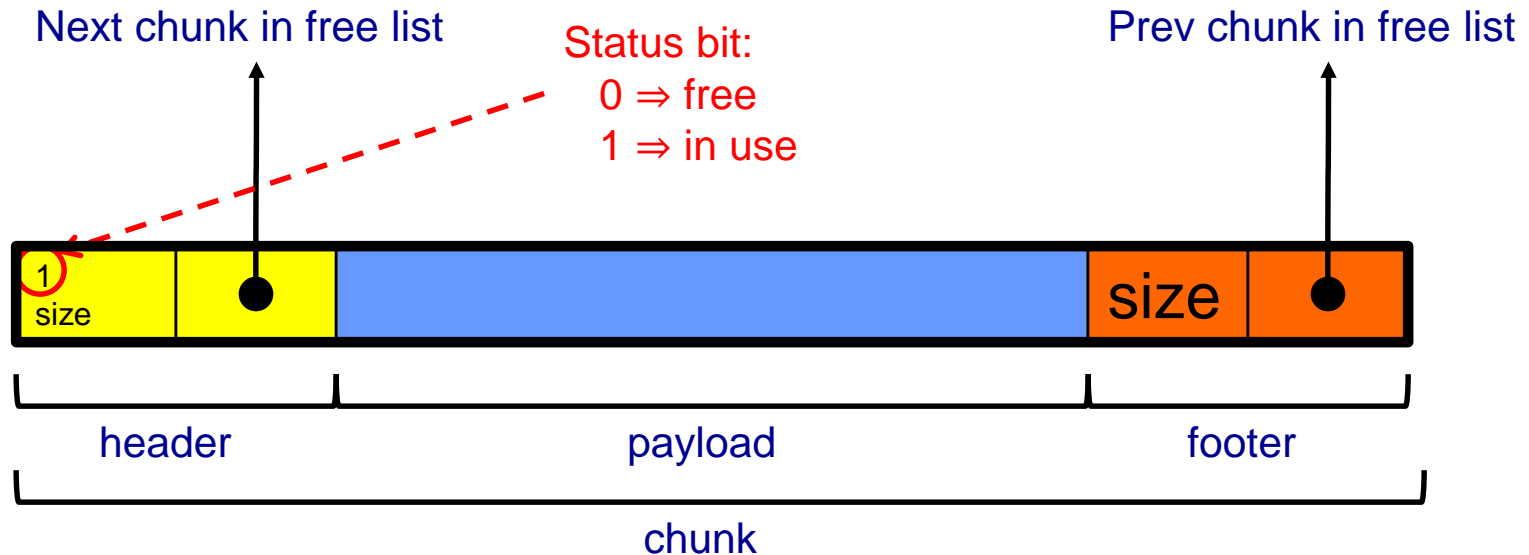 Next chunk in free list
Status bit:
0 ⇒ free
1 ⇒ in use
Prev chunk in free list
1
size
size
header
payload
footer
chunk